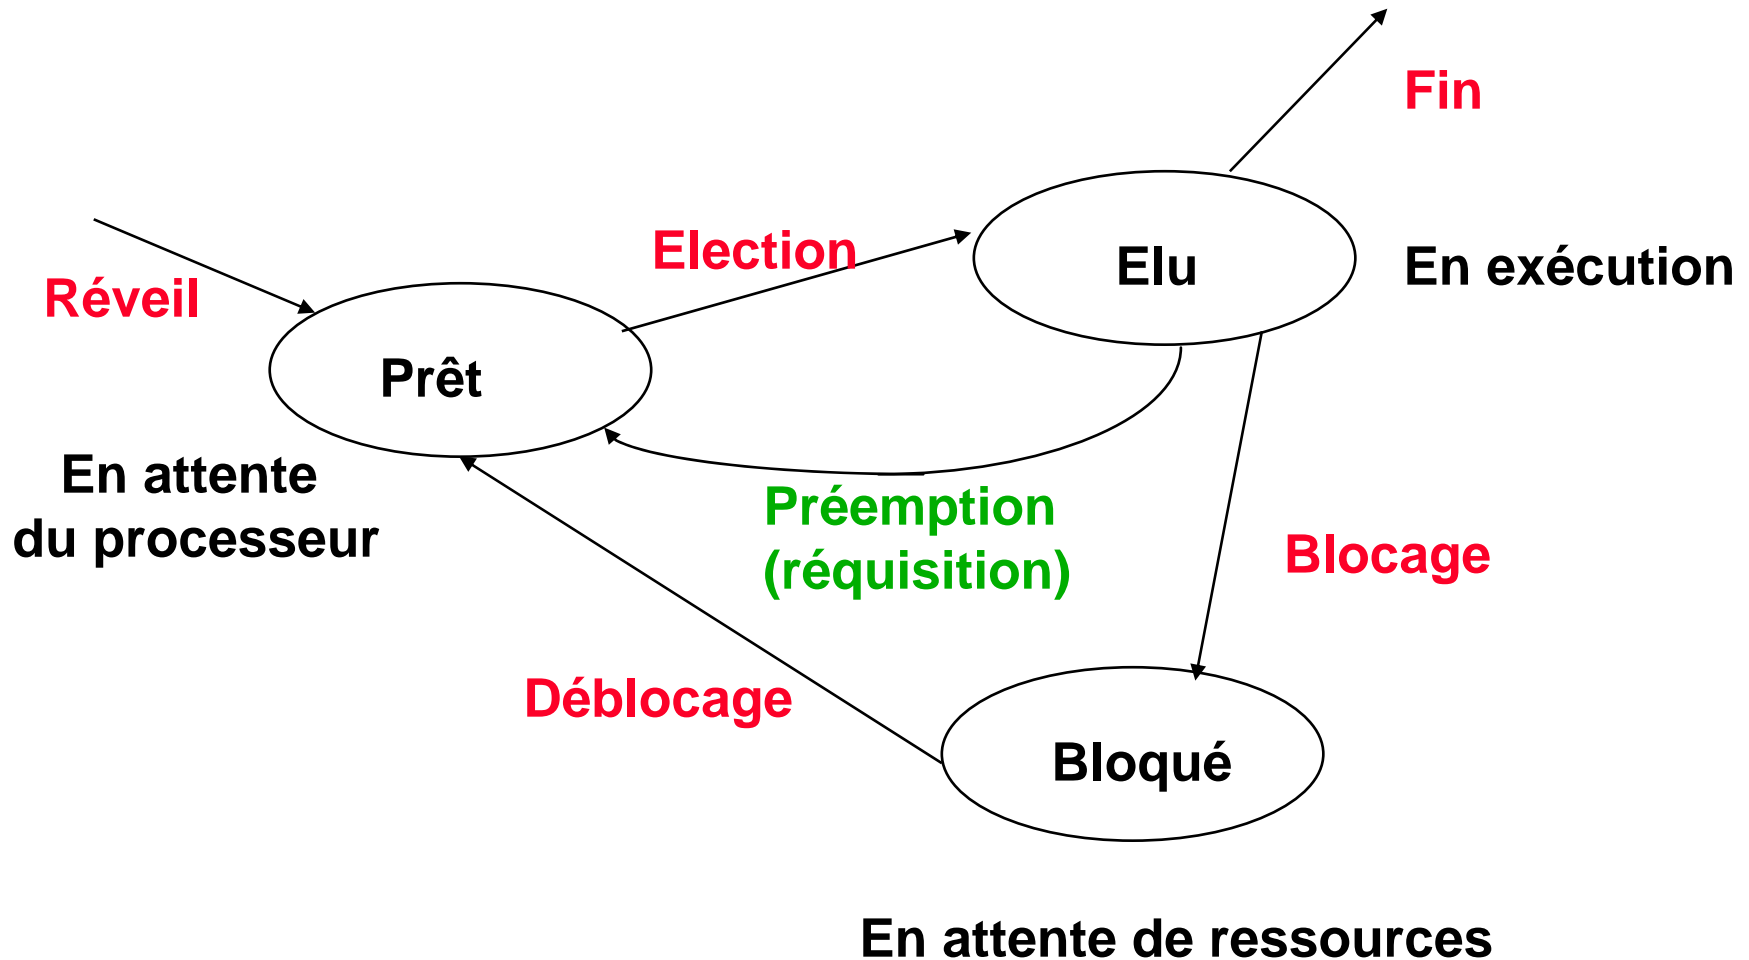 Fin
Election
Elu
En exécution
Réveil
Prêt
En attente
du processeur
Préemption
(réquisition)
Blocage
Déblocage
Bloqué
En attente de ressources